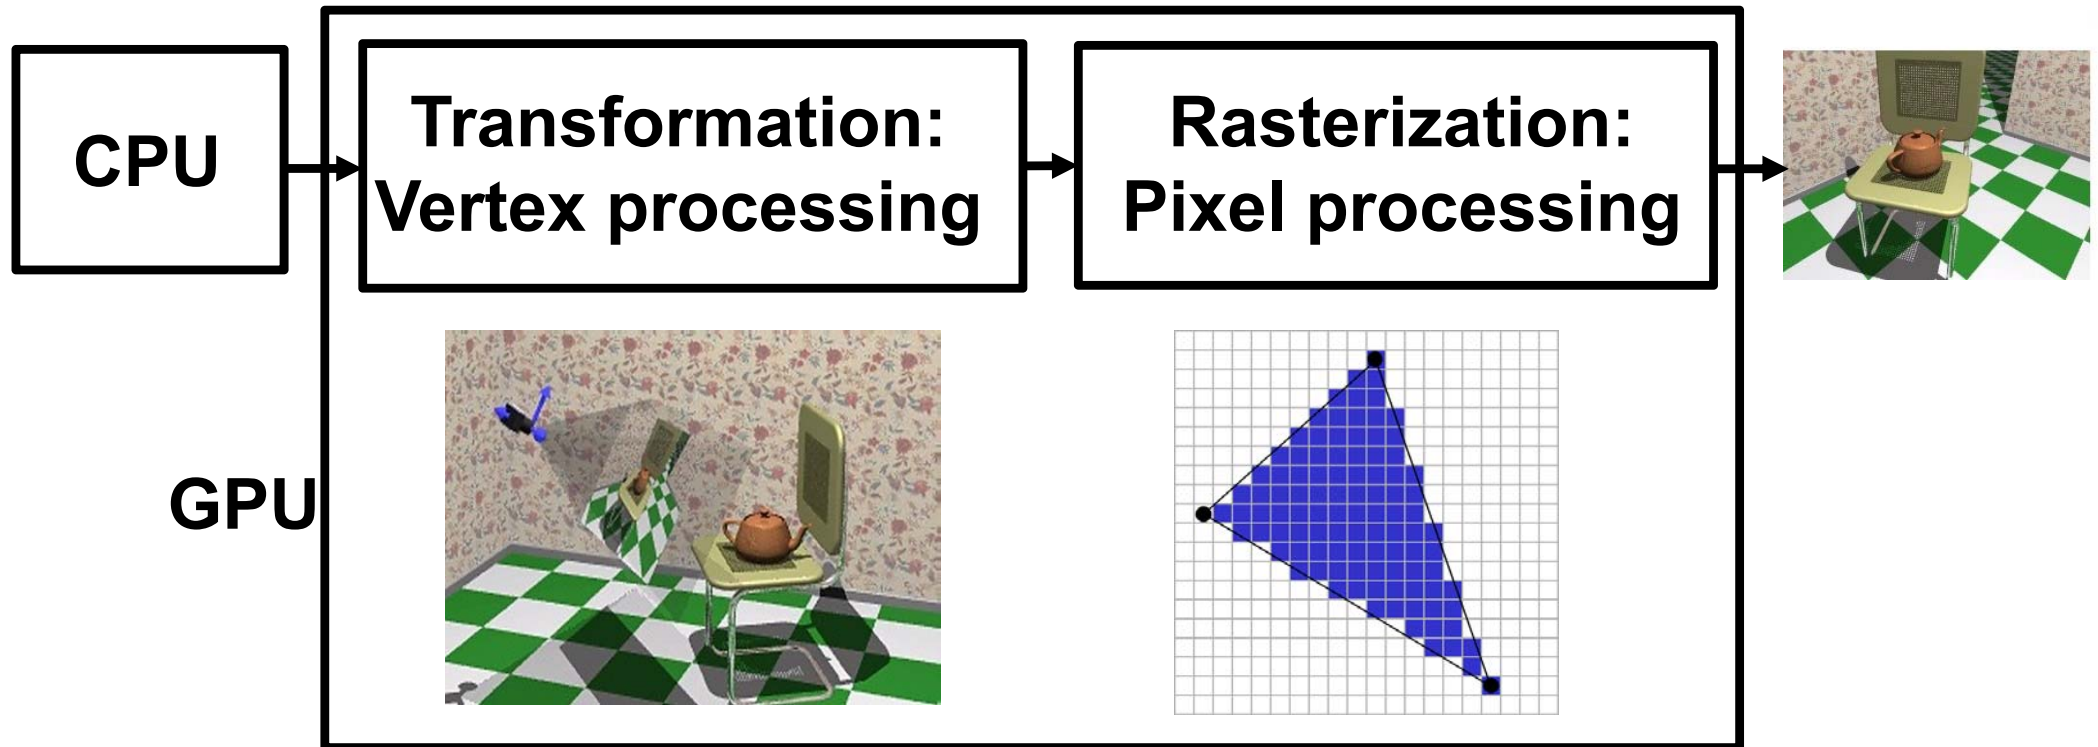 CPU
Transformation:
Vertex processing
Rasterization:
Pixel processing
GPU